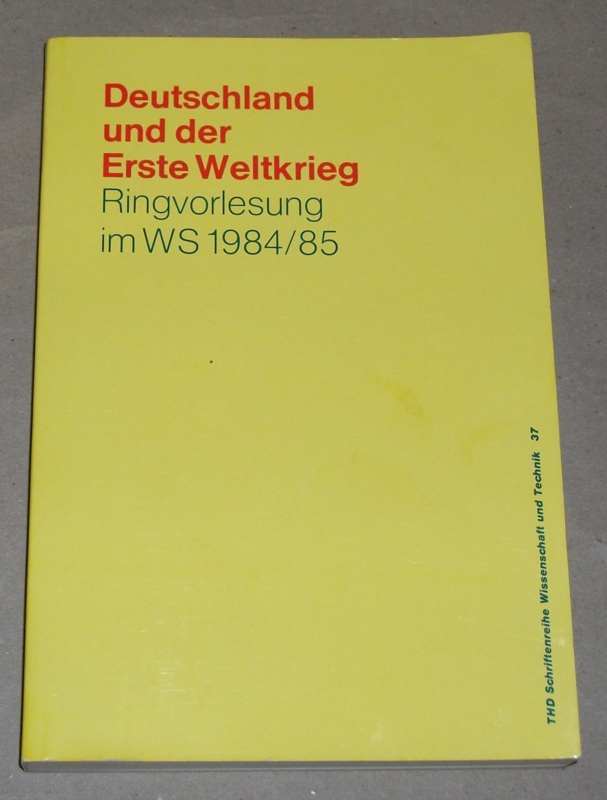 Deutschland
und der
Erste Weltkrieg
Ringvorlesung
im WS 1984/85
THD Schriftenreihe Wissenschaft und Technik 37